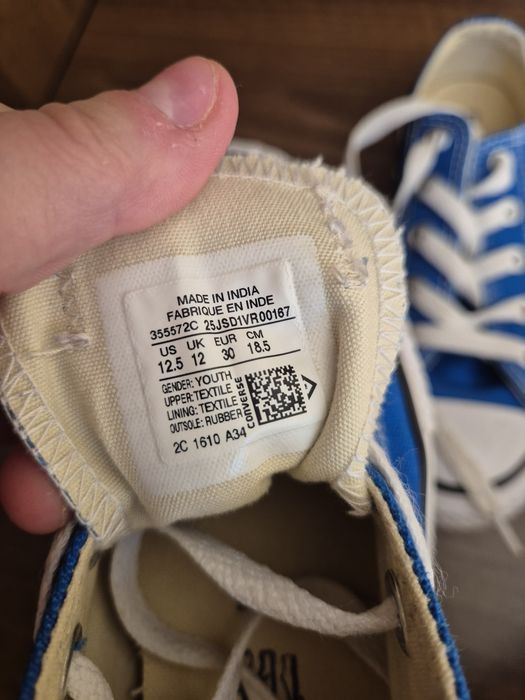 MADE IN INDIA
FABRIQUE EN INDE
355572C 25JSD1VR00167
US UK EUR CM
12.5 12 30 18.5
GENDER: YOUTH
UPPER: TEXTILE
LINING: TEXTILE
OUTSOLE: RUBBER
CONVERSE
2C 1610 A34